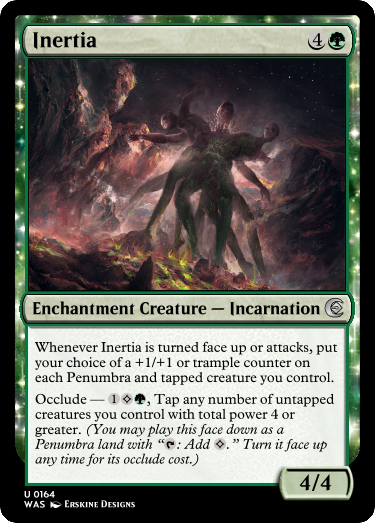 Inertia 4
Enchantment Creature — Incarnation
Whenever Inertia is turned face up or attacks, put
your choice of a +1/+1 or trample counter on
each Penumbra and tapped creature you control.
Occlude — 1, Tap any number of untapped
creatures you control with total power 4 or
greater. (You may play this face down as a
Penumbra land with “: Add .” Turn it face up
any time for its occlude cost.)
4/4
U 0164
WAS Erskine Designs